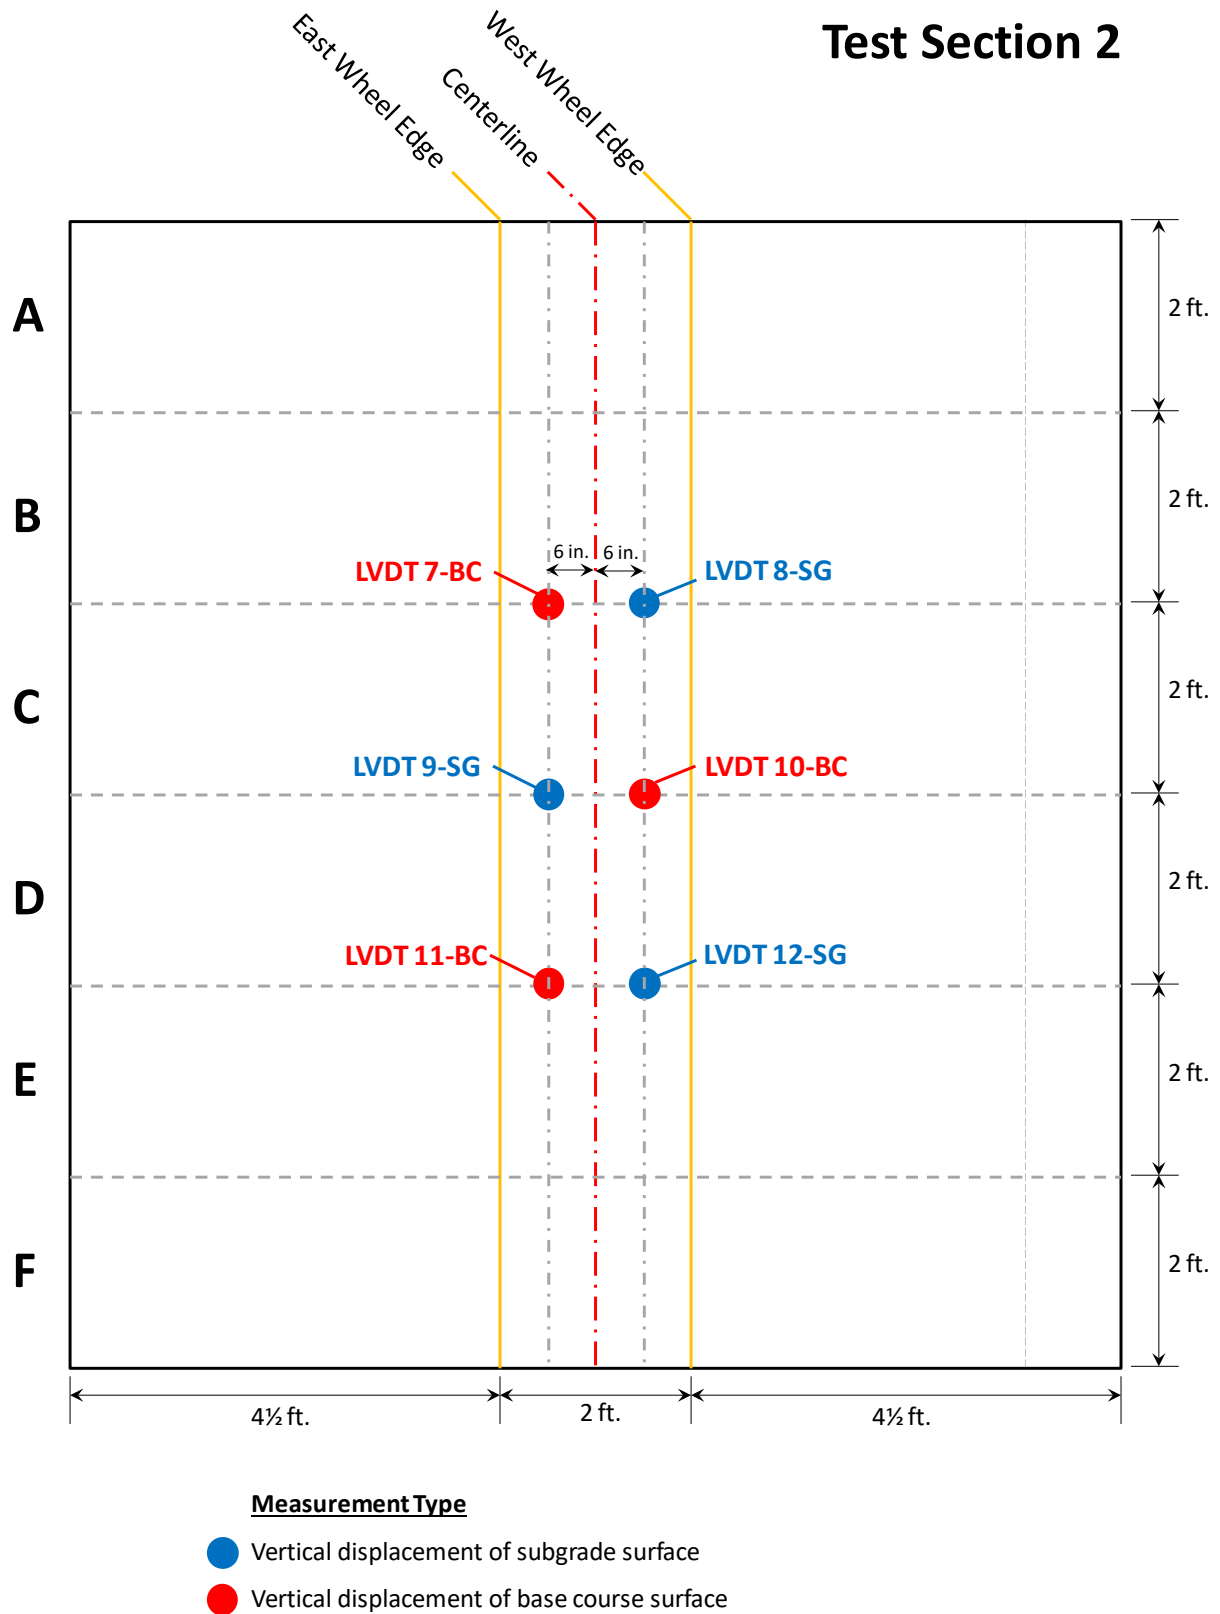 Test Section 2
East Wheel Edge
Centerline
West Wheel Edge
A
2 ft.
B
2 ft.
6 in.
6 in.
LVDT 7-BC
LVDT 8-SG
C
2 ft.
LVDT 9-SG
LVDT 10-BC
D
2 ft.
LVDT 11-BC
LVDT 12-SG
E
2 ft.
F
2 ft.
4½ ft.
2 ft.
4½ ft.
Measurement Type
Vertical displacement of subgrade surface
Vertical displacement of base course surface